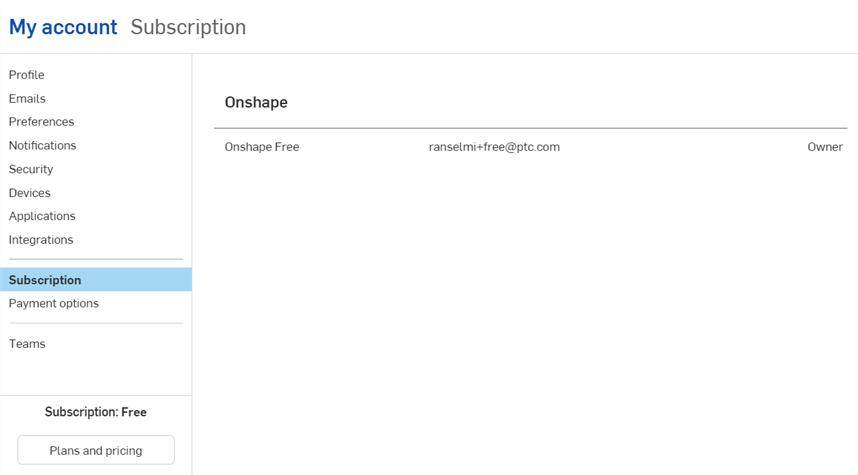 My account Subscription
Profile
Emails
Preferences
Notifications
Security
Devices
Applications
Integrations
Subscription
Payment options
Teams
Subscription: Free
Plans and pricing
Onshape
Onshape Free ranselmi+free@ptc.com Owner